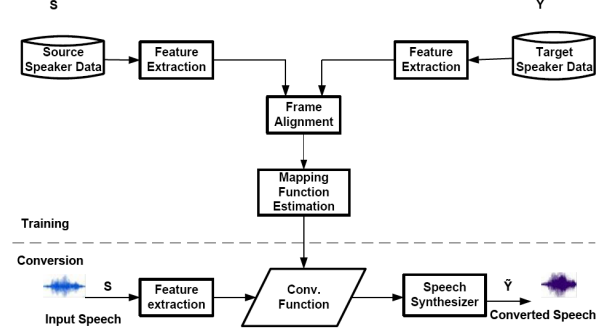 S
Y
Source
Speaker Data
Feature
Extraction
Feature
Extraction
Target
Speaker Data
Frame
Alignment
Mapping
Function
Estimation
Training
Conversion
S
Input Speech
Feature
extraction
Conv.
Function
Speech
Synthesizer
Ỹ
Converted Speech